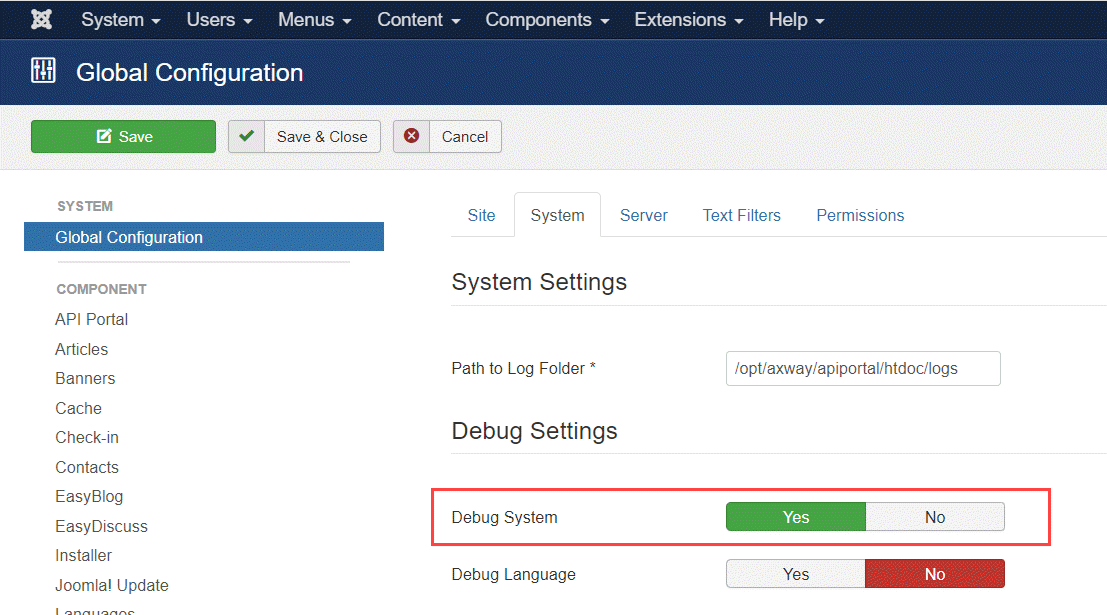 System Users Menus Content Components Extensions Help
Global Configuration
Save Save & Close Cancel
SYSTEM
Global Configuration
COMPONENT
API Portal
Articles
Banners
Cache
Check-in
Contacts
EasyBlog
EasyDiscuss
Installer
Joomla! Update
Languages
Site System Server Text Filters Permissions
System Settings
Path to Log Folder * /opt/axway/apiportal/htdoc/logs
Debug Settings
Debug System Yes No
Debug Language Yes No